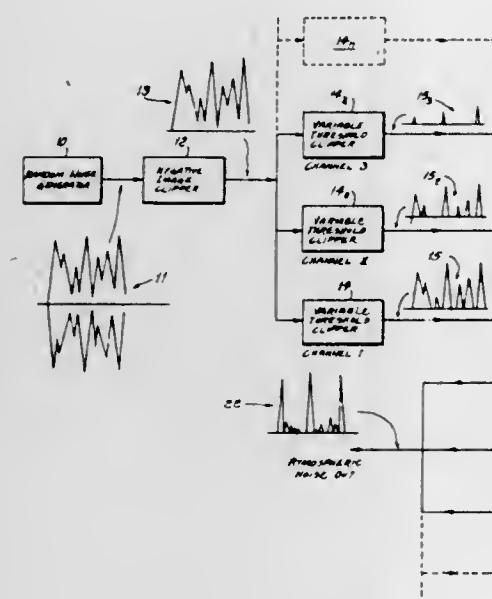 14n
13
14₃
15₃
10
12
RANDOM NOISE
GENERATOR
NEGATIVE
IMAGE
CLIPPER
VARIABLE
THRESHOLD
CLIPPER
CHANNEL 3
14₂
15₂
VARIABLE
THRESHOLD
CLIPPER
CHANNEL 2
11
14
15
VARIABLE
THRESHOLD
CLIPPER
CHANNEL 1
22
ATMOSPHERIC
NOISE OUT